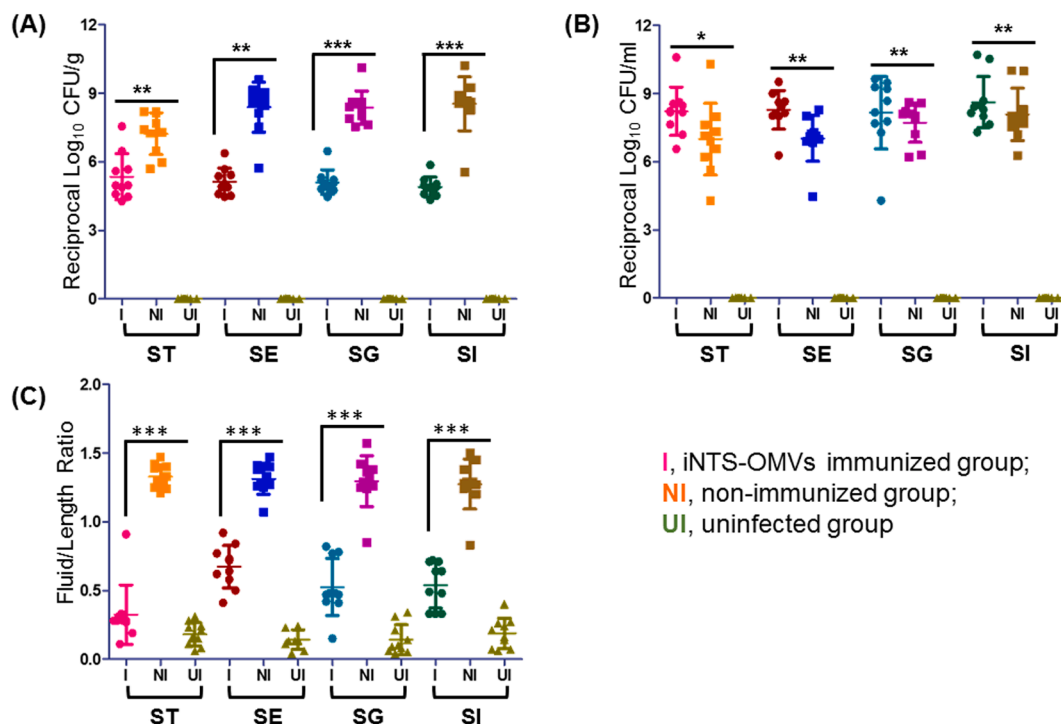 (A)
Reciprocal Log10 CFU/g
12
9
6
3
0
** ** *** ***
I NI UI I NI UI I NI UI I NI UI
ST SE SG SI
(B)
Reciprocal Log10 CFU/ml
12
9
6
3
0
* ** ** **
I NI UI I NI UI I NI UI I NI UI
ST SE SG SI
(C)
Fluid/Length Ratio
2.0
1.5
1.0
0.5
0.0
*** *** *** ***
I NI UI I NI UI I NI UI I NI UI
ST SE SG SI
I, iNTS-OMVs immunized group;
NI, non-immunized group;
UI, uninfected group